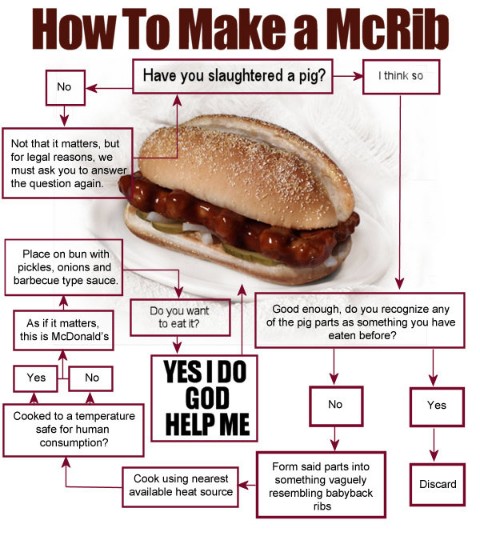 How To Make a McRib
Have you slaughtered a pig?
I think so
No
Not that it matters, but
for legal reasons, we
must ask you to answer
the question again.
Place on bun with
pickles, onions and
barbecue type sauce.
Do you want
to eat it?
Good enough, do you recognize any
of the pig parts as something you have
eaten before?
As if it matters,
this is McDonald's
YES I DO
GOD
HELP ME
Yes
No
No
Yes
Cooked to a temperature
safe for human
consumption?
Cook using nearest
available heat source
Form said parts into
something vaguely
resembling babyback
ribs
Discard